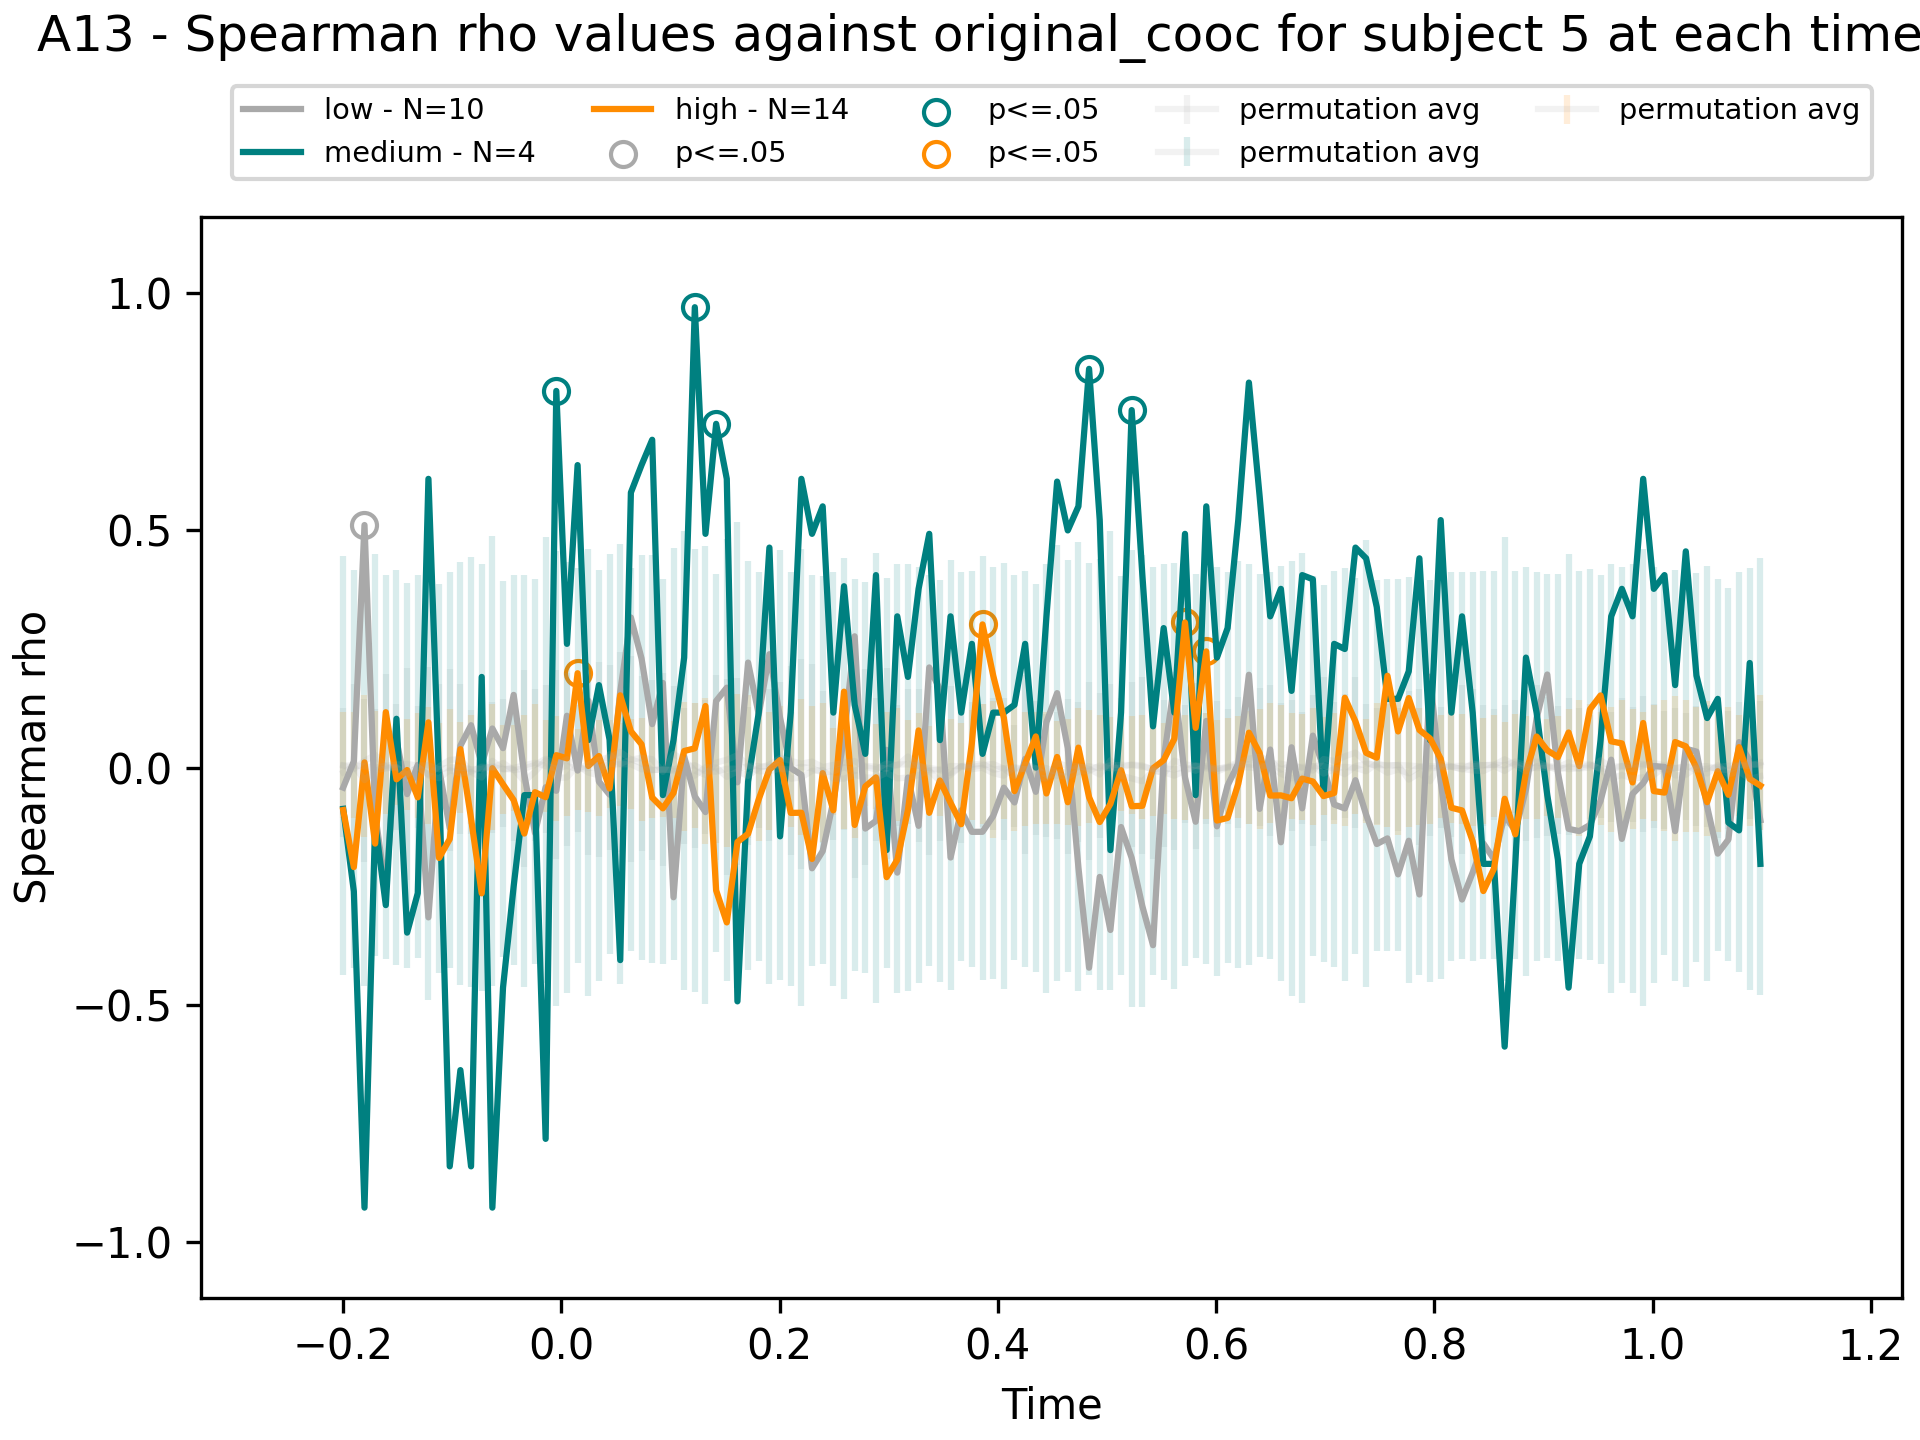 A13 - Spearman rho values against original_cooc for subject 5 at each time
low - N=10
medium - N=4
high - N=14
p<=.05
p<=.05
p<=.05
permutation avg
permutation avg
permutation avg
Spearman rho
1.0
0.5
0.0
−0.5
−1.0
−0.2 0.0 0.2 0.4 0.6 0.8 1.0 1.2
Time